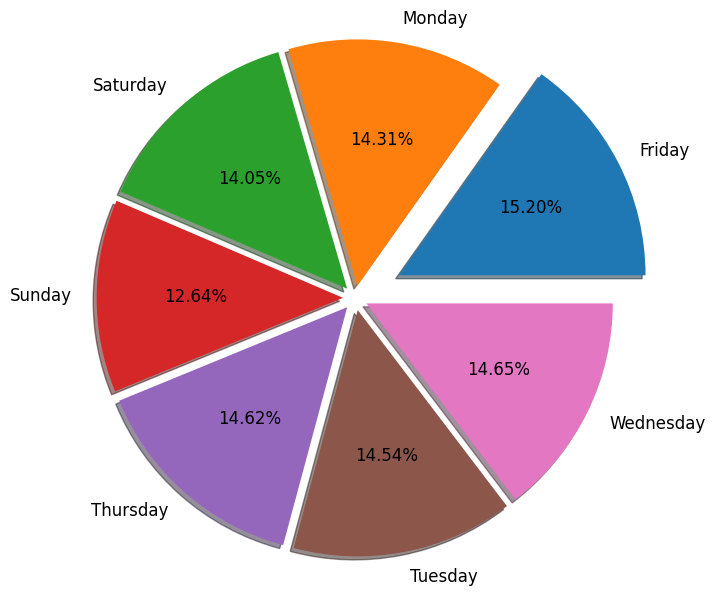 Monday
Saturday
14.31%
Friday
14.05%
15.20%
Sunday
12.64%
14.65%
14.62%
Wednesday
14.54%
Thursday
Tuesday